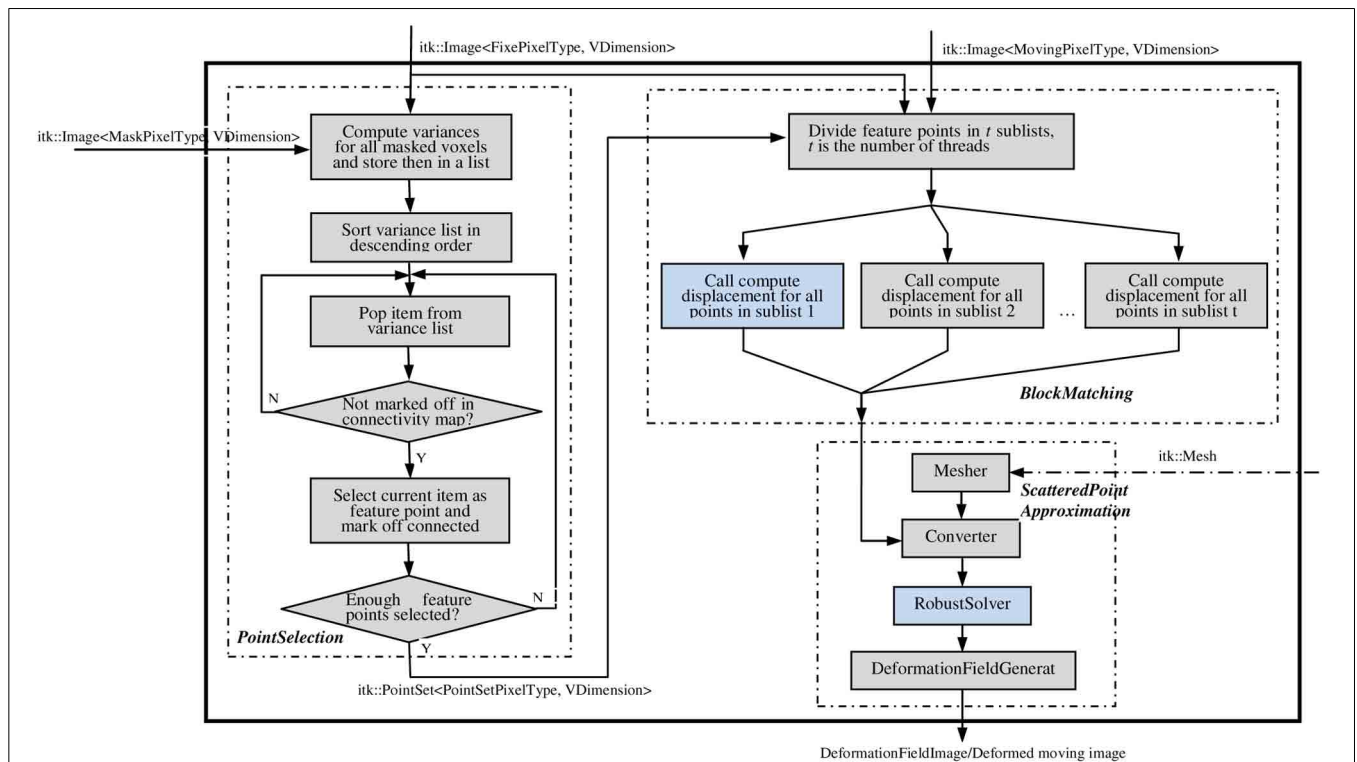 itk::Image<FixePixelType, VDimension>
itk::Image<MovingPixelType, VDimension>
itk::Image<MaskPixelType, VDimension>
Compute variances
for all masked voxels
and store then in a list
Sort variance list in
descending order
Pop item from
variance list
N
Not marked off in
connectivity map?
Y
Select current item as
feature point and
mark off connected
N
Enough feature
points selected?
PointSelection
Y
itk::PointSet<PointSetPixelType, VDimension>
Divide feature points in t sublists,
t is the number of threads
Call compute
displacement for all
points in sublist 1
Call compute
displacement for all
points in sublist 2
...
Call compute
displacement for all
points in sublist t
BlockMatching
itk::Mesh
Mesher
ScatteredPoint
Approximation
Converter
RobustSolver
DeformationFieldGenerat
DeformationFieldImage/Deformed moving image